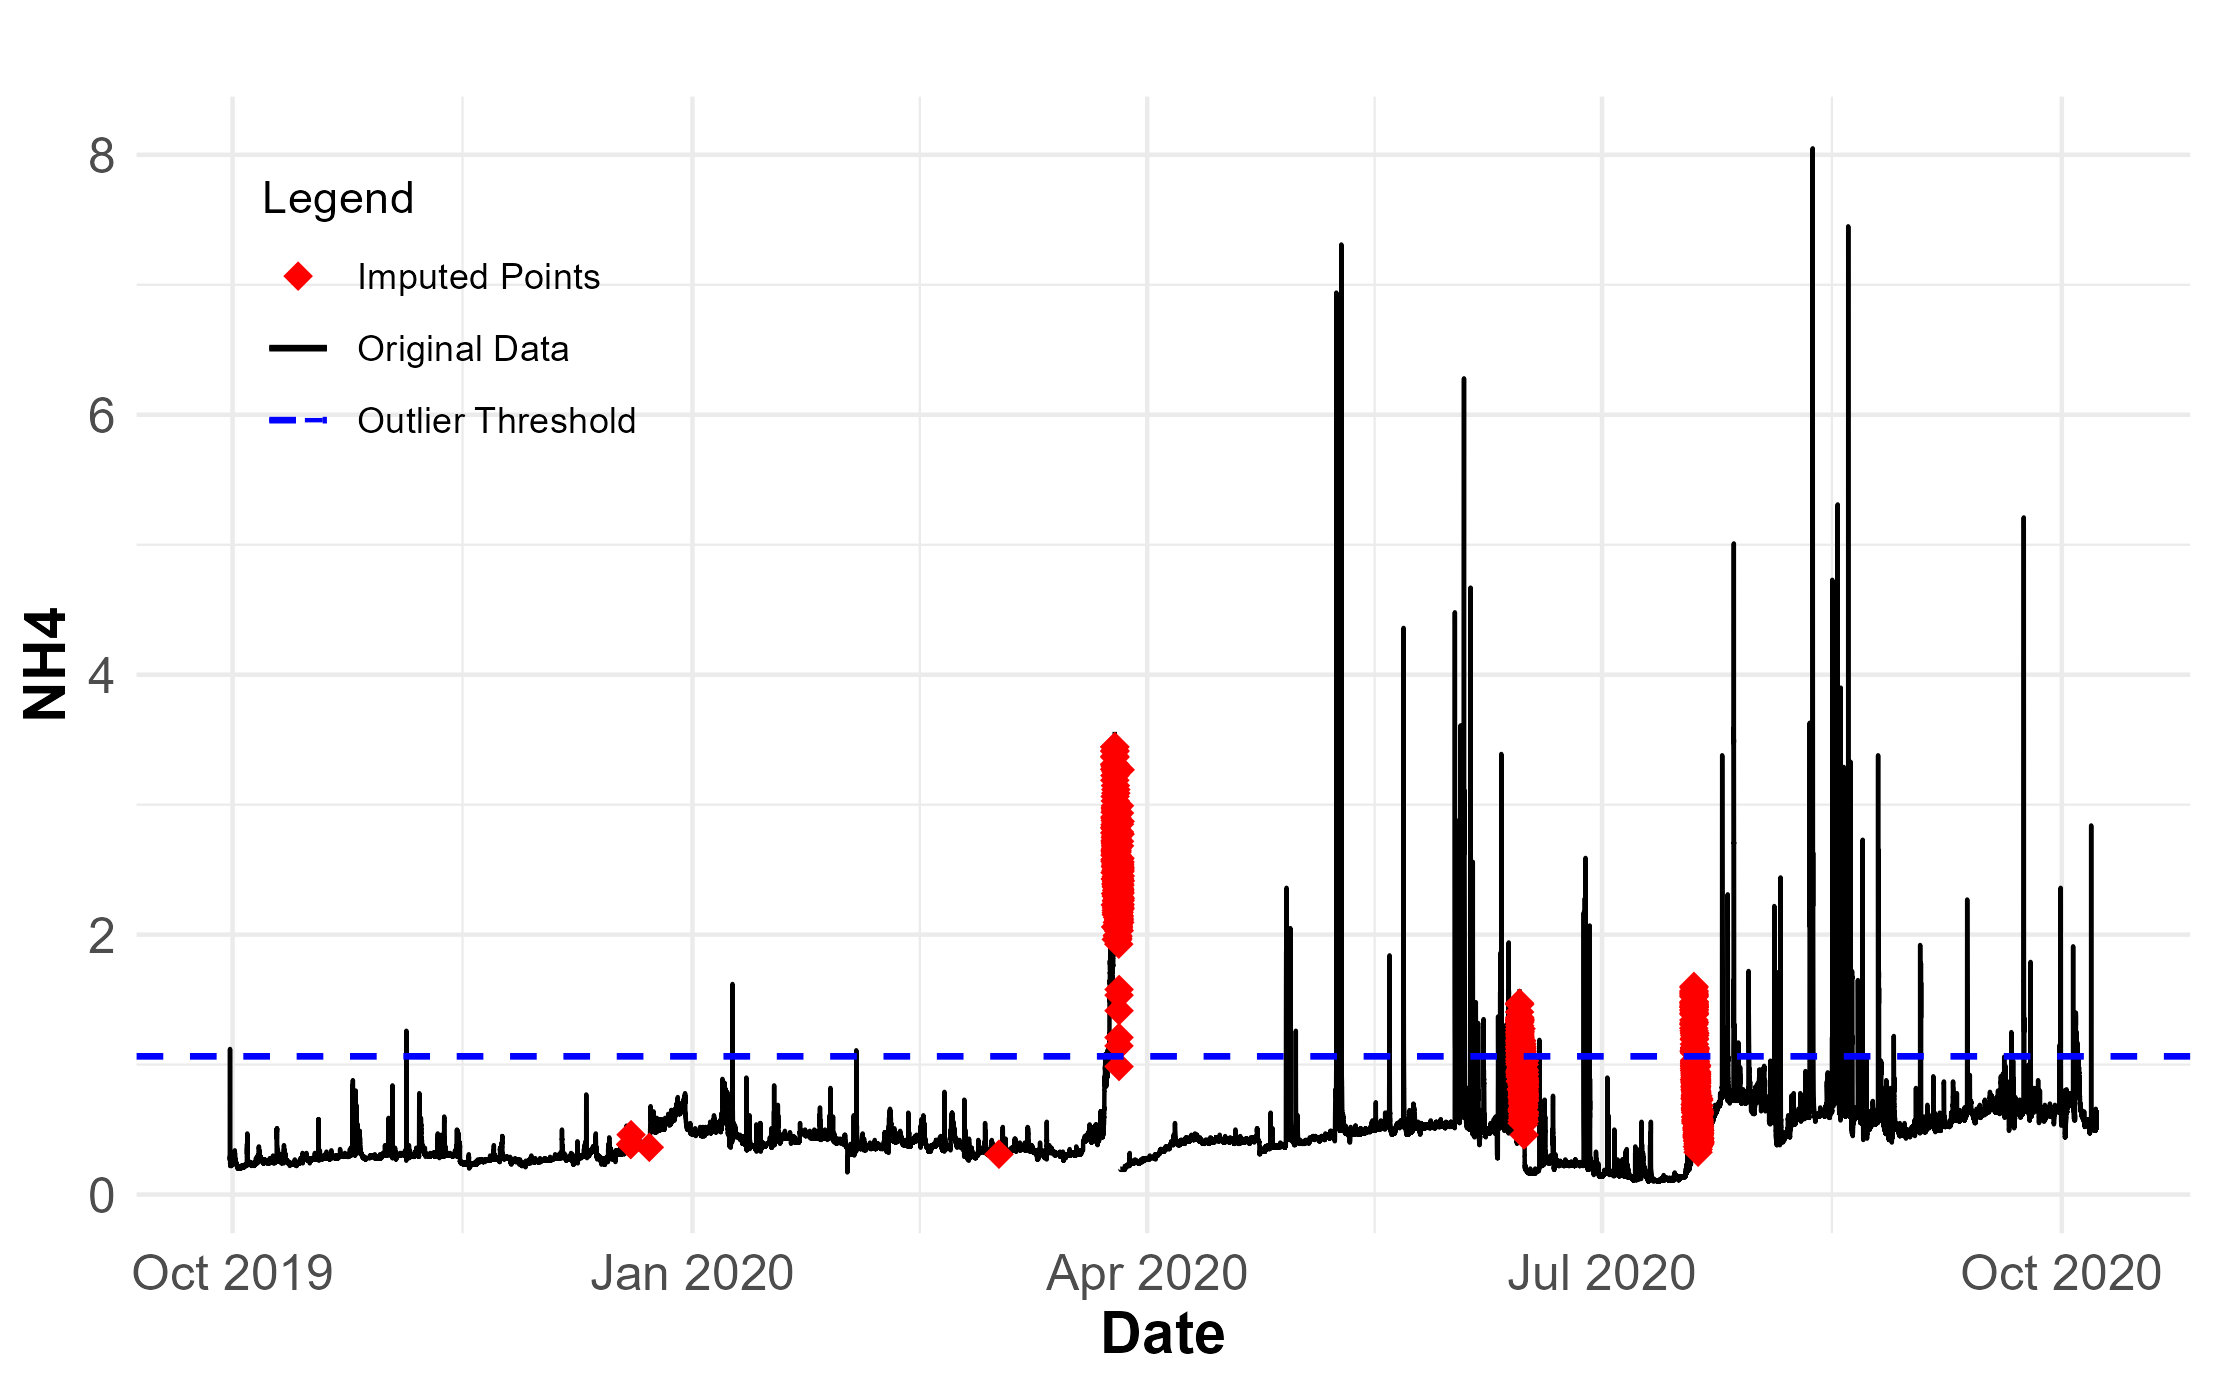 8
6
4
2
0
NH4
Legend
Imputed Points
Original Data
Outlier Threshold
Oct 2019
Jan 2020
Apr 2020
Jul 2020
Oct 2020
Date